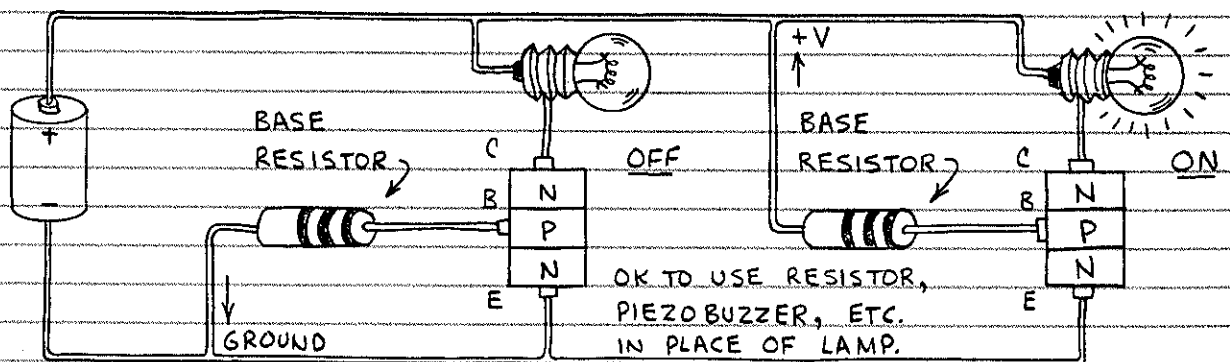 +
-
BASE
RESISTOR
C
B
E
N
P
N
OFF
GROUND
+V
BASE
RESISTOR
C
B
E
N
P
N
ON
OK TO USE RESISTOR,
PIEZO BUZZER, ETC.
IN PLACE OF LAMP.